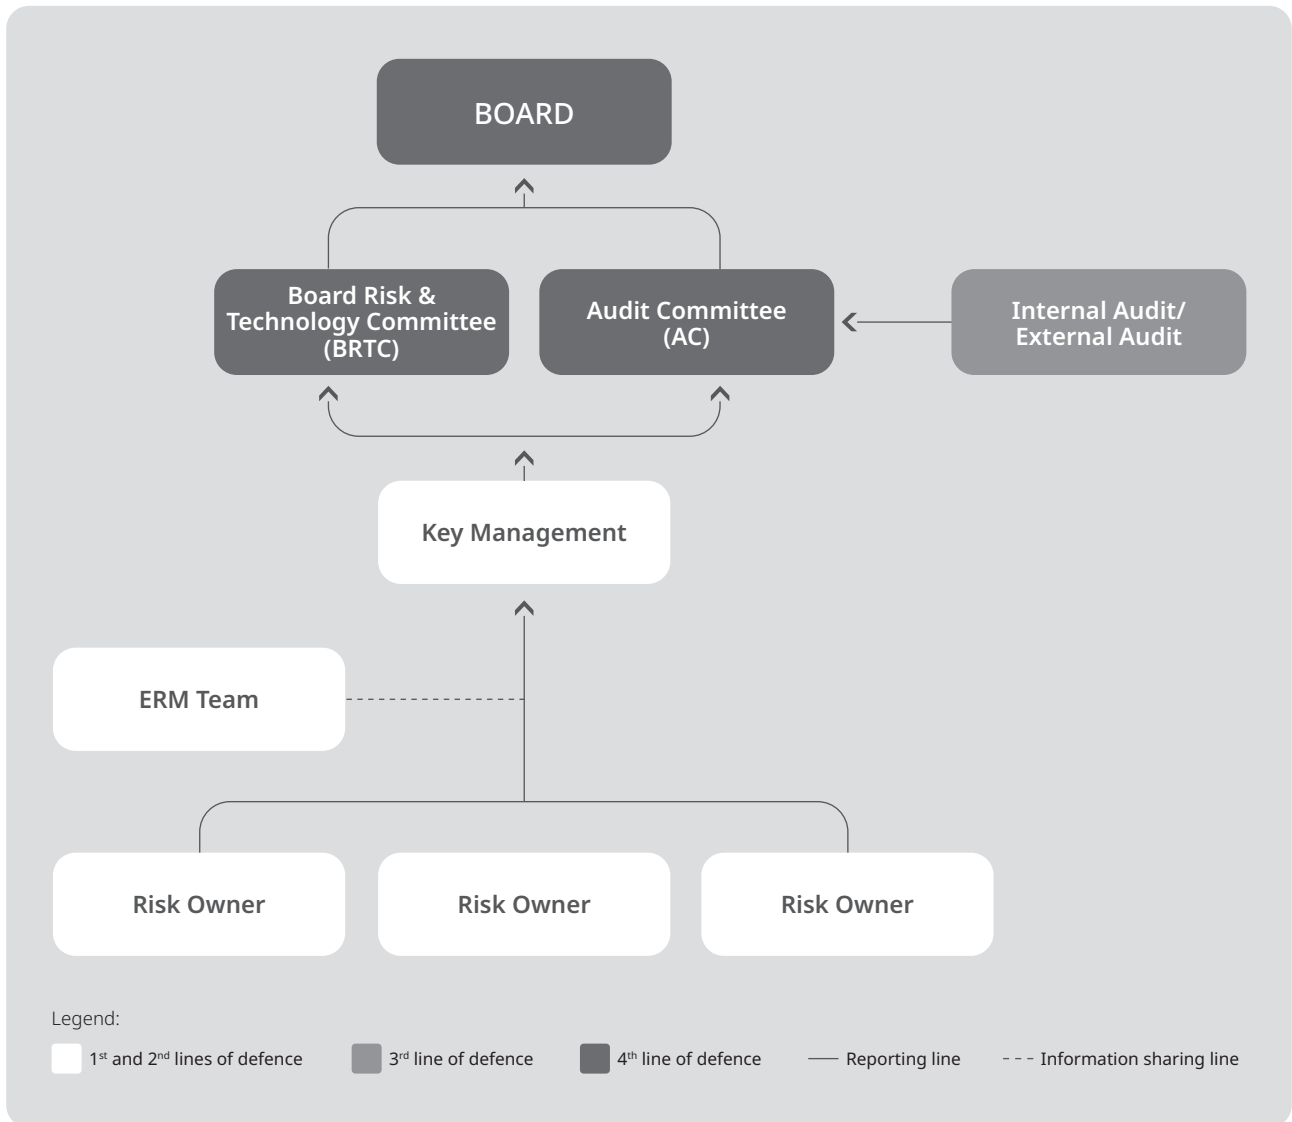 BOARD
Board Risk &
Technology Committee
(BRTC)
Audit Committee
(AC)
Internal Audit/
External Audit
Key Management
ERM Team
Risk Owner
Risk Owner
Risk Owner
Legend:
1st and 2nd lines of defence
3rd line of defence
4th line of defence
Reporting line
Information sharing line